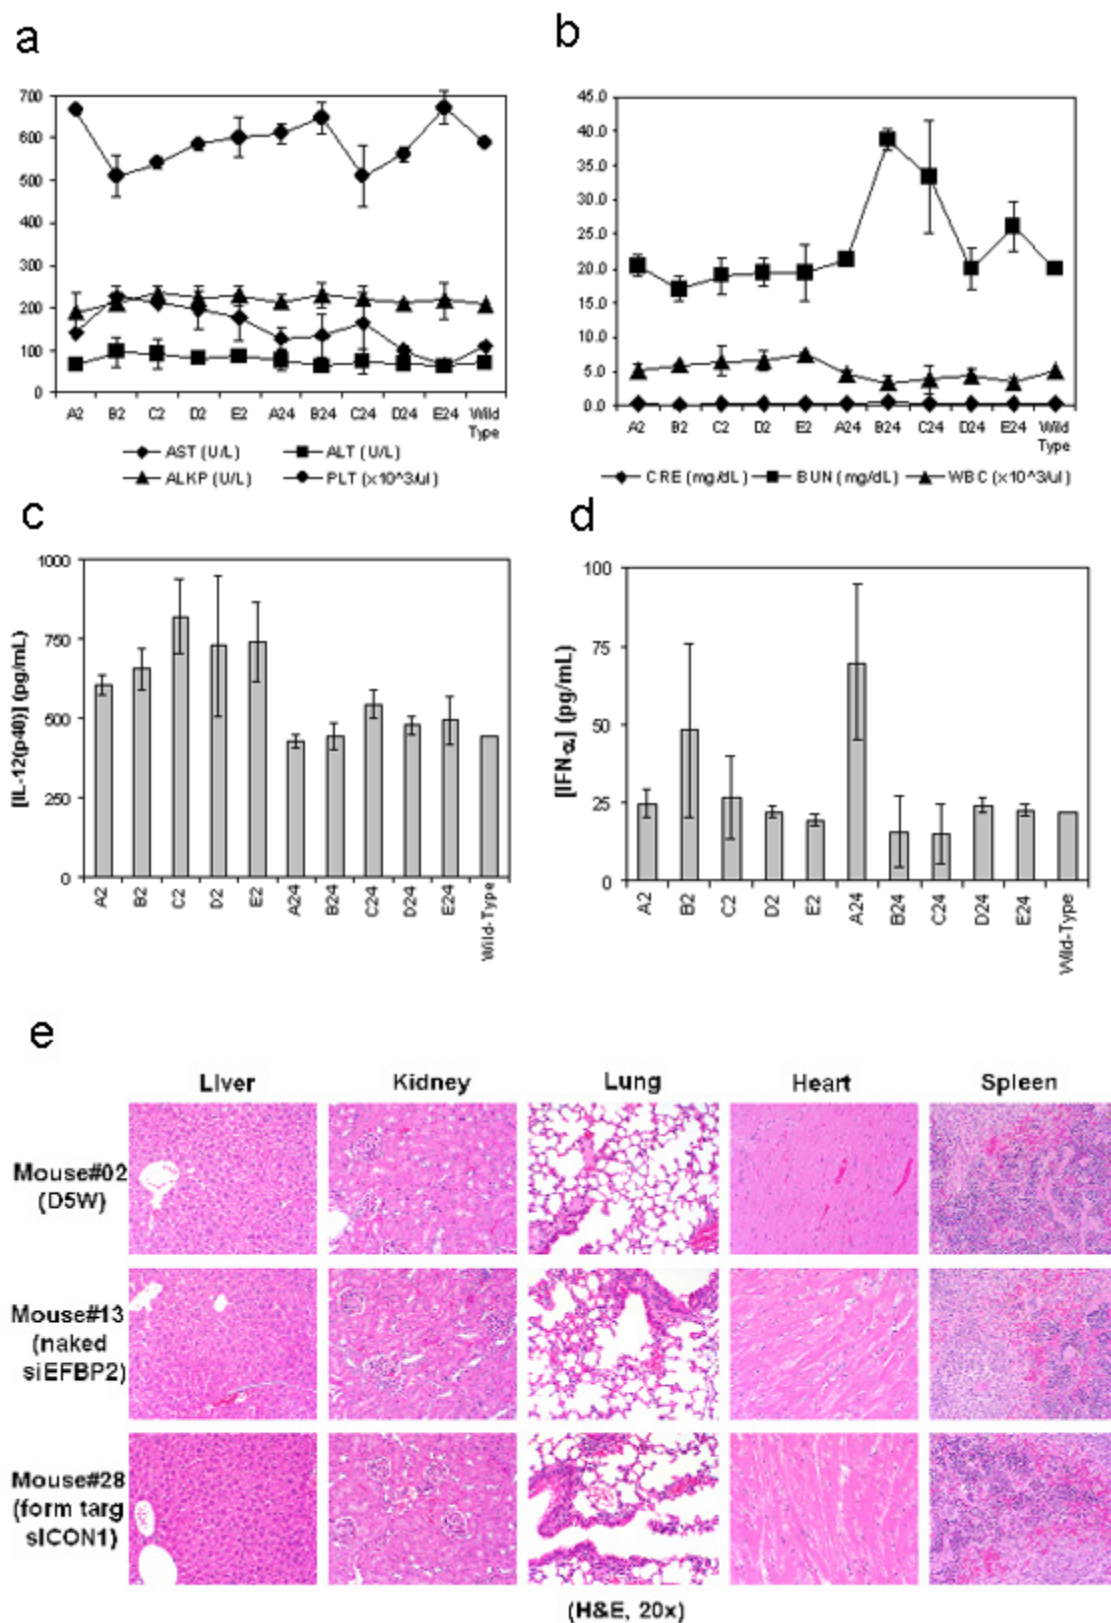 a
700
600
500
400
300
200
100
0
A2 B2 C2 D2 E2 A24 B24 C24 D24 E24 Wild
Type
AST (U/L) ALT (U/L)
ALKP (U/L) PLT (x10^3/ul)
b
45.0
40.0
35.0
30.0
25.0
20.0
15.0
10.0
5.0
0.0
A2 B2 C2 D2 E2 A24 B24 C24 D24 E24 Wild
Type
CRE (mg/dL) BUN (mg/dL) WBC (x10^3/ul)
c
[IL-12(p40)] (pg/mL)
1000
750
500
250
0
A2 B2 C2 D2 E2 A24 B24 C24 D24 E24 Wild-Type
d
[IFNα] (pg/mL)
100
75
50
25
0
A2 B2 C2 D2 E2 A24 B24 C24 D24 E24 Wild-Type
e
Liver Kidney Lung Heart Spleen
Mouse#02
(D5W)
Mouse#13
(naked
siEFBP2)
Mouse#28
(form targ
siCON1)
(H&E, 20x)